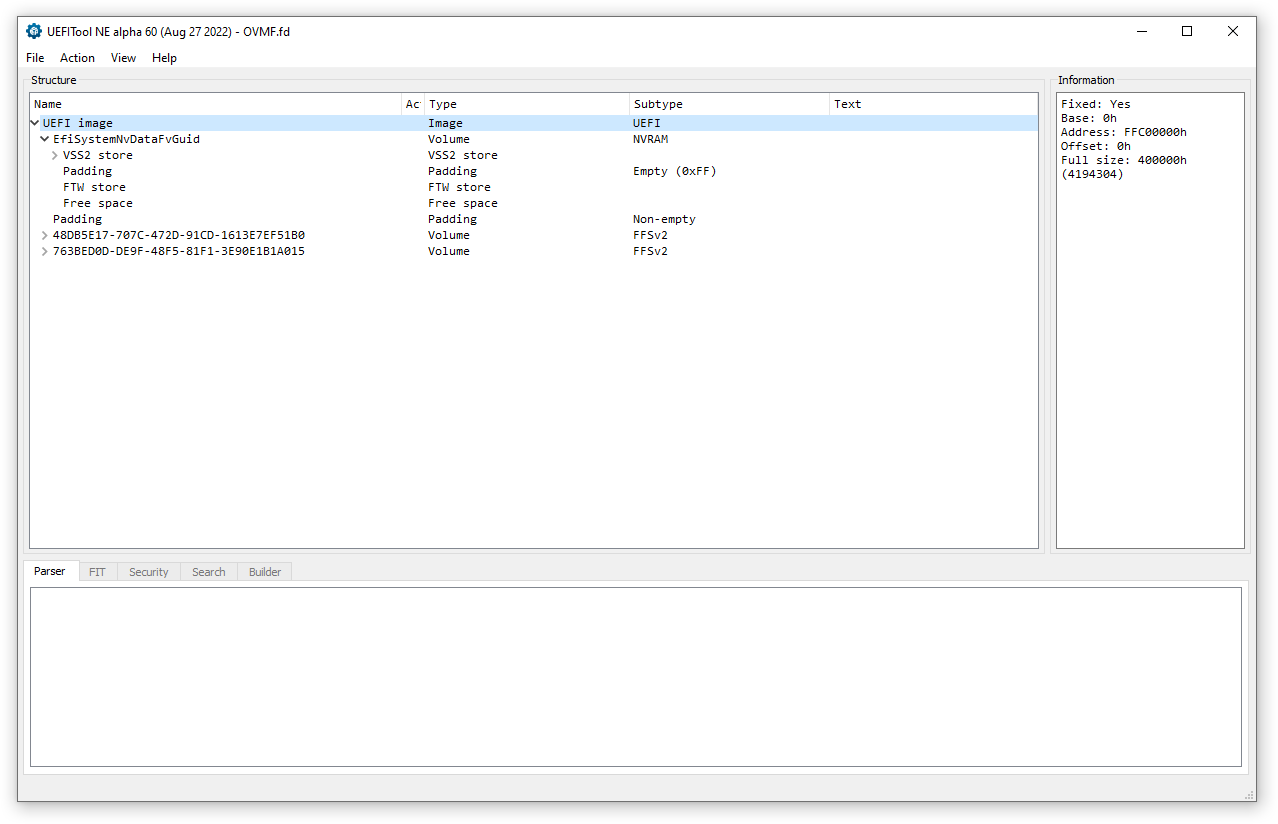 UEFITool NE alpha 60 (Aug 27 2022) - OVMF.fd
File Action View Help
Structure
Name Ac Type Subtype Text
UEFI image Image UEFI
EfiSystemNvDataFvGuid Volume NVRAM
VSS2 store VSS2 store
Padding Padding Empty (0xFF)
FTW store FTW store
Free space Free space
Padding Padding Non-empty
48DB5E17-707C-472D-91CD-1613E7EF51B0 Volume FFSv2
763BED0D-DE9F-48F5-81F1-3E90E1B1A015 Volume FFSv2
Information
Fixed: Yes
Base: 0h
Address: FFC00000h
Offset: 0h
Full size: 400000h
(4194304)
Parser FIT Security Search Builder